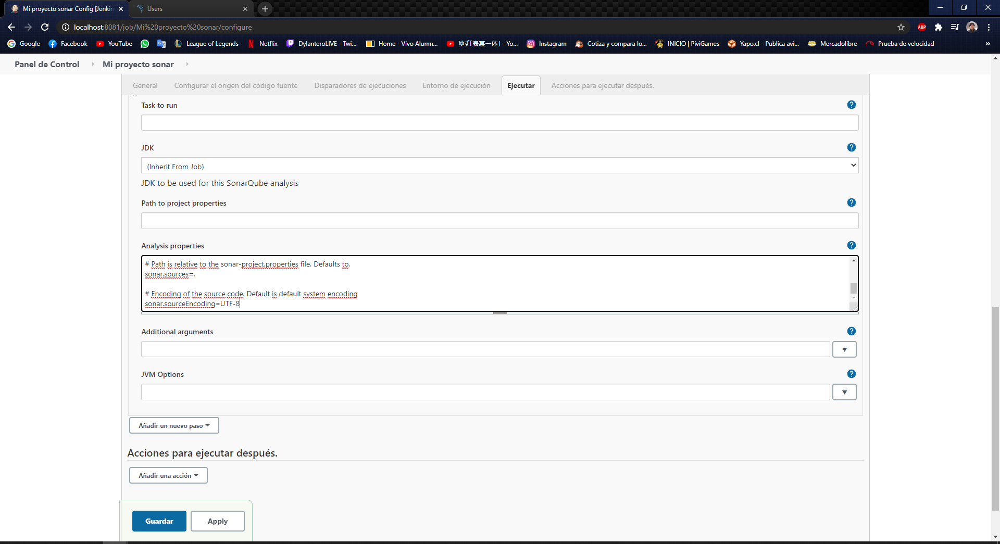 Mi proyecto sonar Config [Jenkin
Users
localhost:8081/job/Mi%20proyecto%20sonar/configure
ABP
Google
Facebook
YouTube
League of Legends
Netflix
DylanteroLIVE - Twi...
Home - Vivo Alumn...
ゆず「表裏一体」 - Yo...
Instagram
Cotiza y compara lo...
INICIO | PiviGames
Yapo.cl - Publica avi...
Mercadolibre
Prueba de velocidad
»
Panel de Control
Mi proyecto sonar
General
Configurar el origen del código fuente
Disparadores de ejecuciones
Entorno de ejecución
Ejecutar
Acciones para ejecutar después.
Task to run
?
JDK
?
(Inherit From Job)
JDK to be used for this SonarQube analysis
Path to project properties
?
Analysis properties
?
# Path is relative to the sonar-project.properties file. Defaults to.
sonar.sources=.
# Encoding of the source code. Default is default system encoding
sonar.sourceEncoding=UTF-8
Additional arguments
?
JVM Options
?
Añadir un nuevo paso
Acciones para ejecutar después.
Añadir una acción
Guardar
Apply